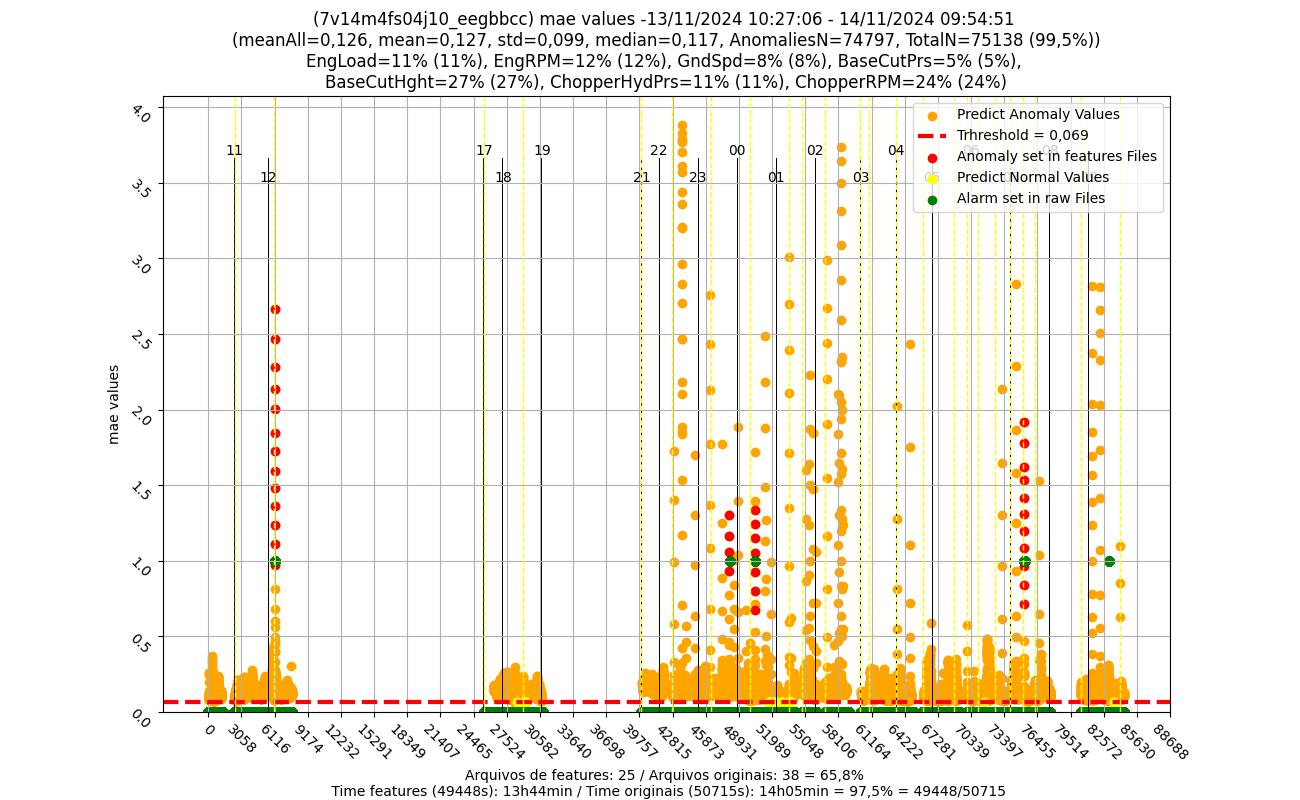 (7v14m4fs04j10_eegbbcc) mae values -13/11/2024 10:27:06 - 14/11/2024 09:54:51
(meanAll=0,126, mean=0,127, std=0,099, median=0,117, AnomaliesN=74797, TotalN=75138 (99,5%))
EngLoad=11% (11%), EngRPM=12% (12%), GndSpd=8% (8%), BaseCutPrs=5% (5%),
BaseCutHght=27% (27%), ChopperHydPrs=11% (11%), ChopperRPM=24% (24%)
Predict Anomaly Values
Trhreshold = 0,069
Anomaly set in features Files
Predict Normal Values
Alarm set in raw Files
11 17 19 22 00 02 04 06 08
12 18 21 23 01 03
mae values
4.0
3.5
3.0
2.5
2.0
1.5
1.0
0.5
0.0
0 3058 6116 9174 12232 15291 18349 21407 24465 27524 30582 33640 36698 39757 42815 45873 48931 51989 55048 58106 61164 64222 67281 70339 73397 76455 79514 82572 85630 88688
Arquivos de features: 25 / Arquivos originais: 38 = 65,8%
Time features (49448s): 13h44min / Time originais (50715s): 14h05min = 97,5% = 49448/50715